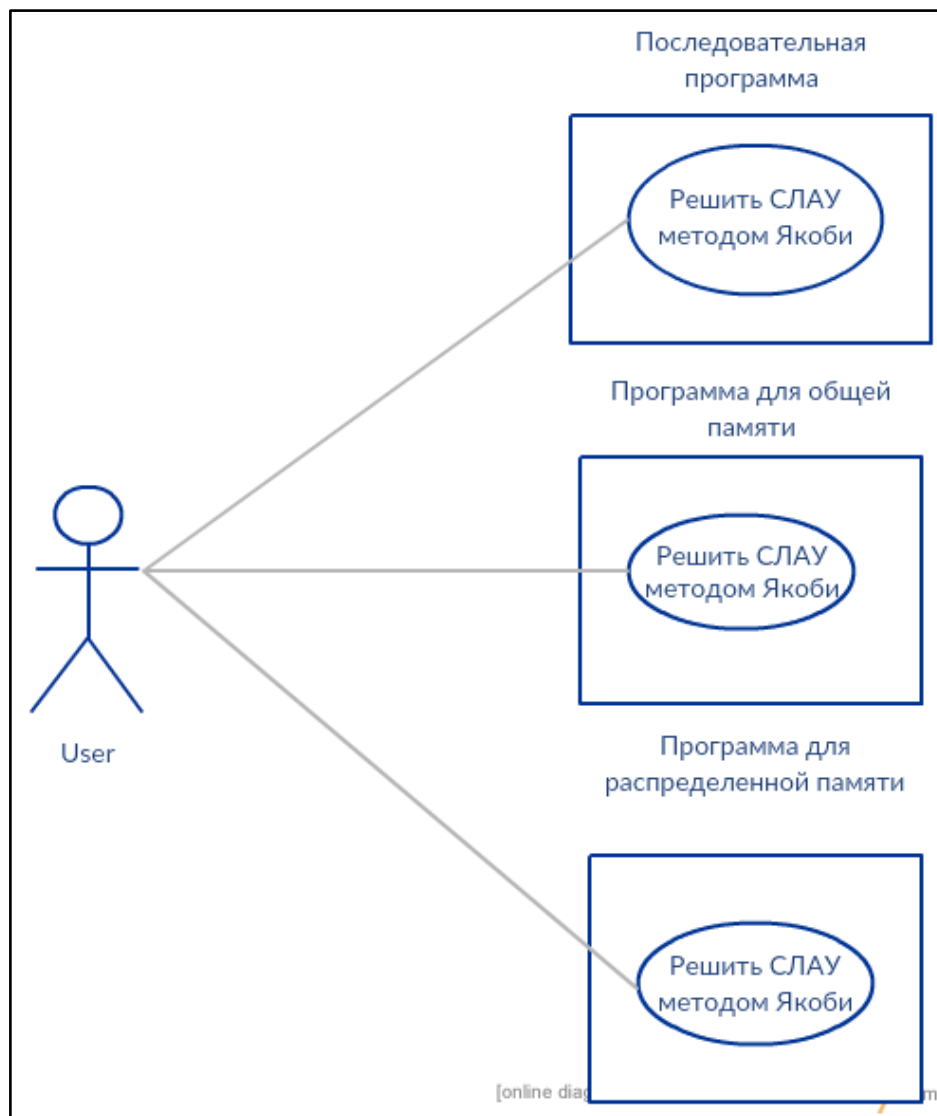 Последовательная
программа
Решить СЛАУ
методом Якоби
Программа для общей
памяти
Решить СЛАУ
методом Якоби
User
Программа для
распределенной памяти
Решить СЛАУ
методом Якоби
[online